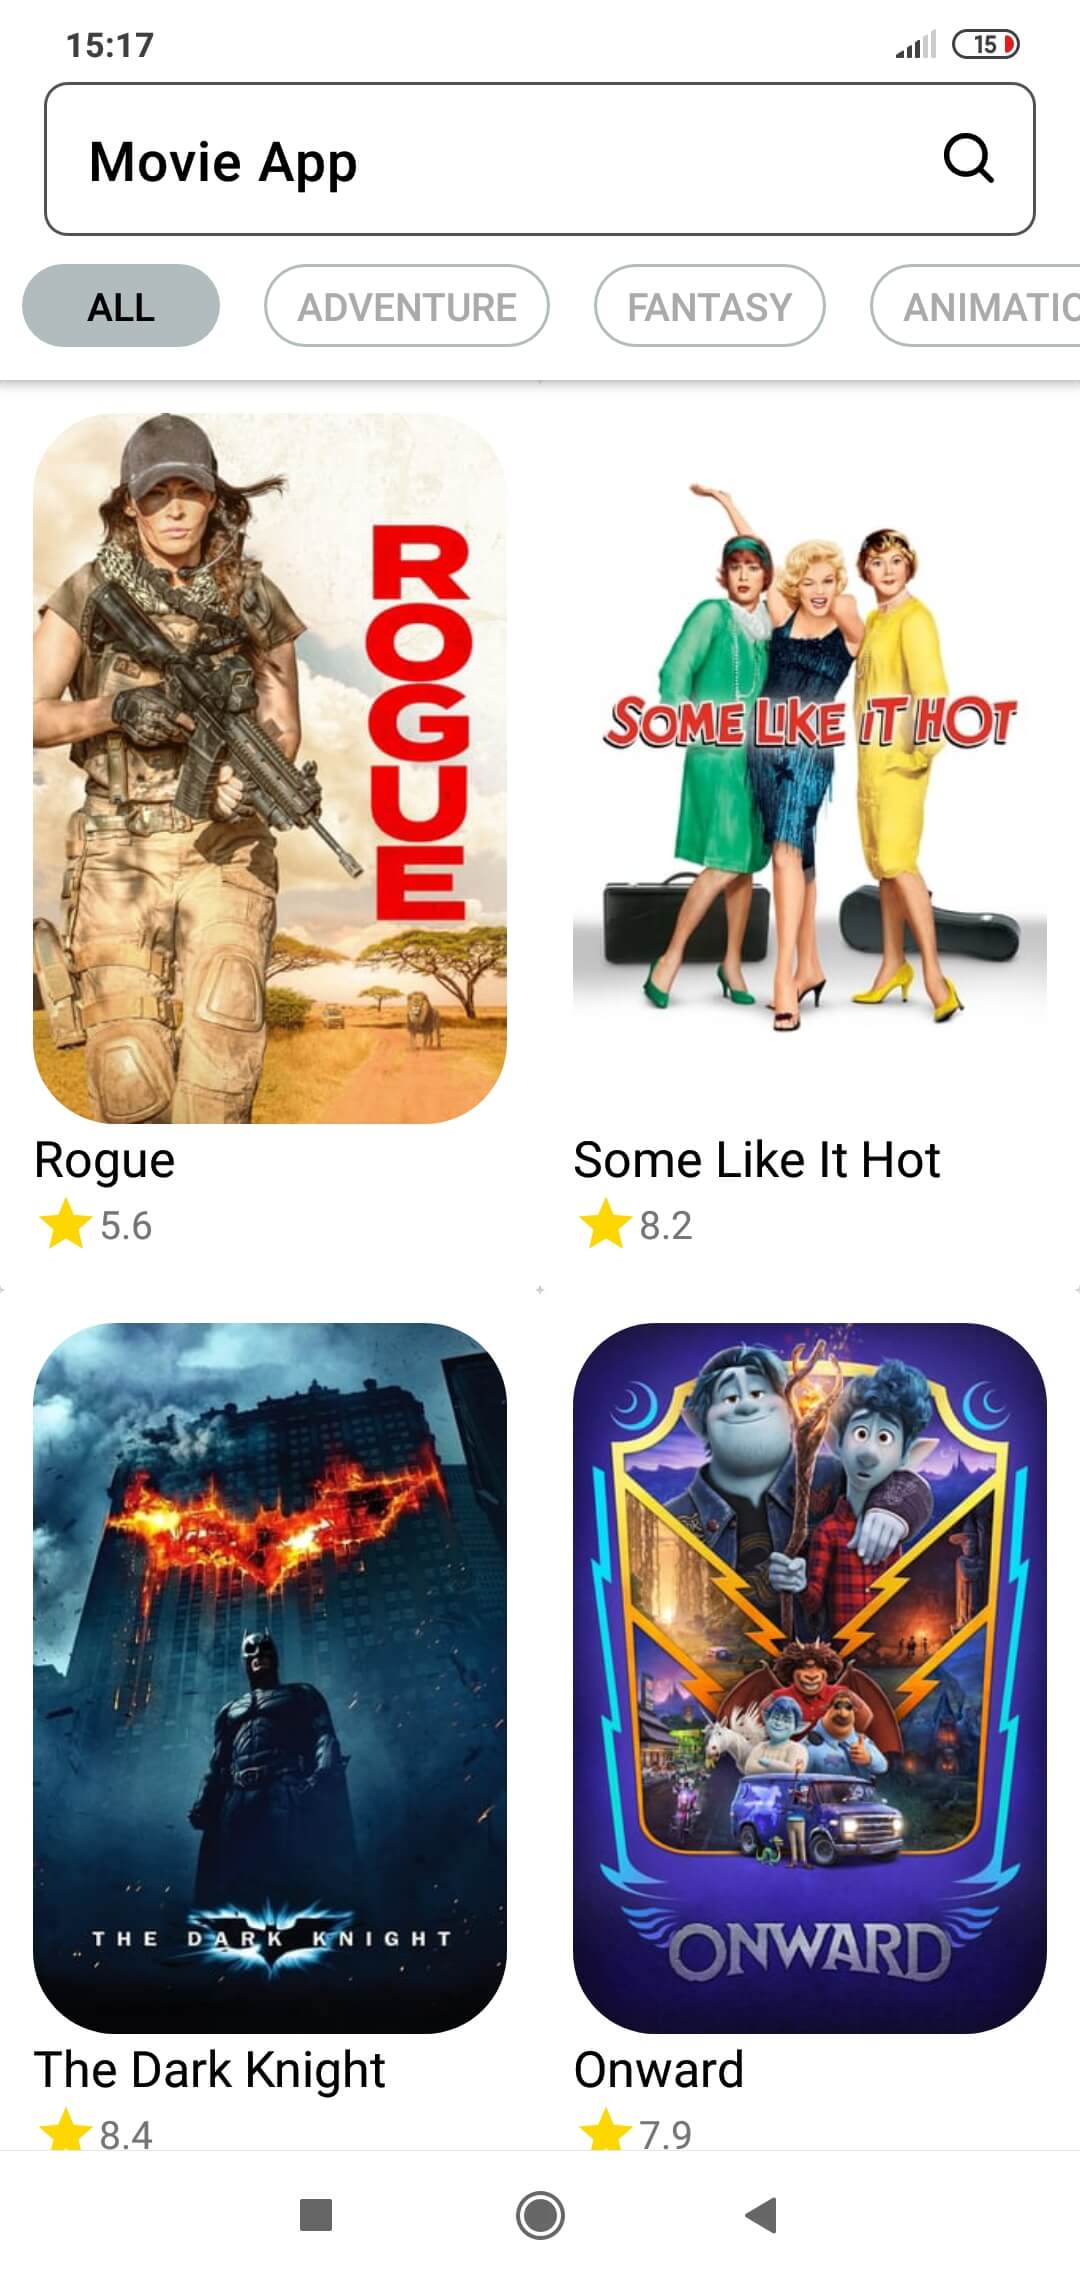 15:17
15
Movie App
ALL
ADVENTURE
FANTASY
ANIMATIC
ROGUE
SOME LIKE IT HOT
Rogue
Some Like It Hot
5.6
8.2
THE DARK KNIGHT
ONWARD
The Dark Knight
Onward
8.4
7.9